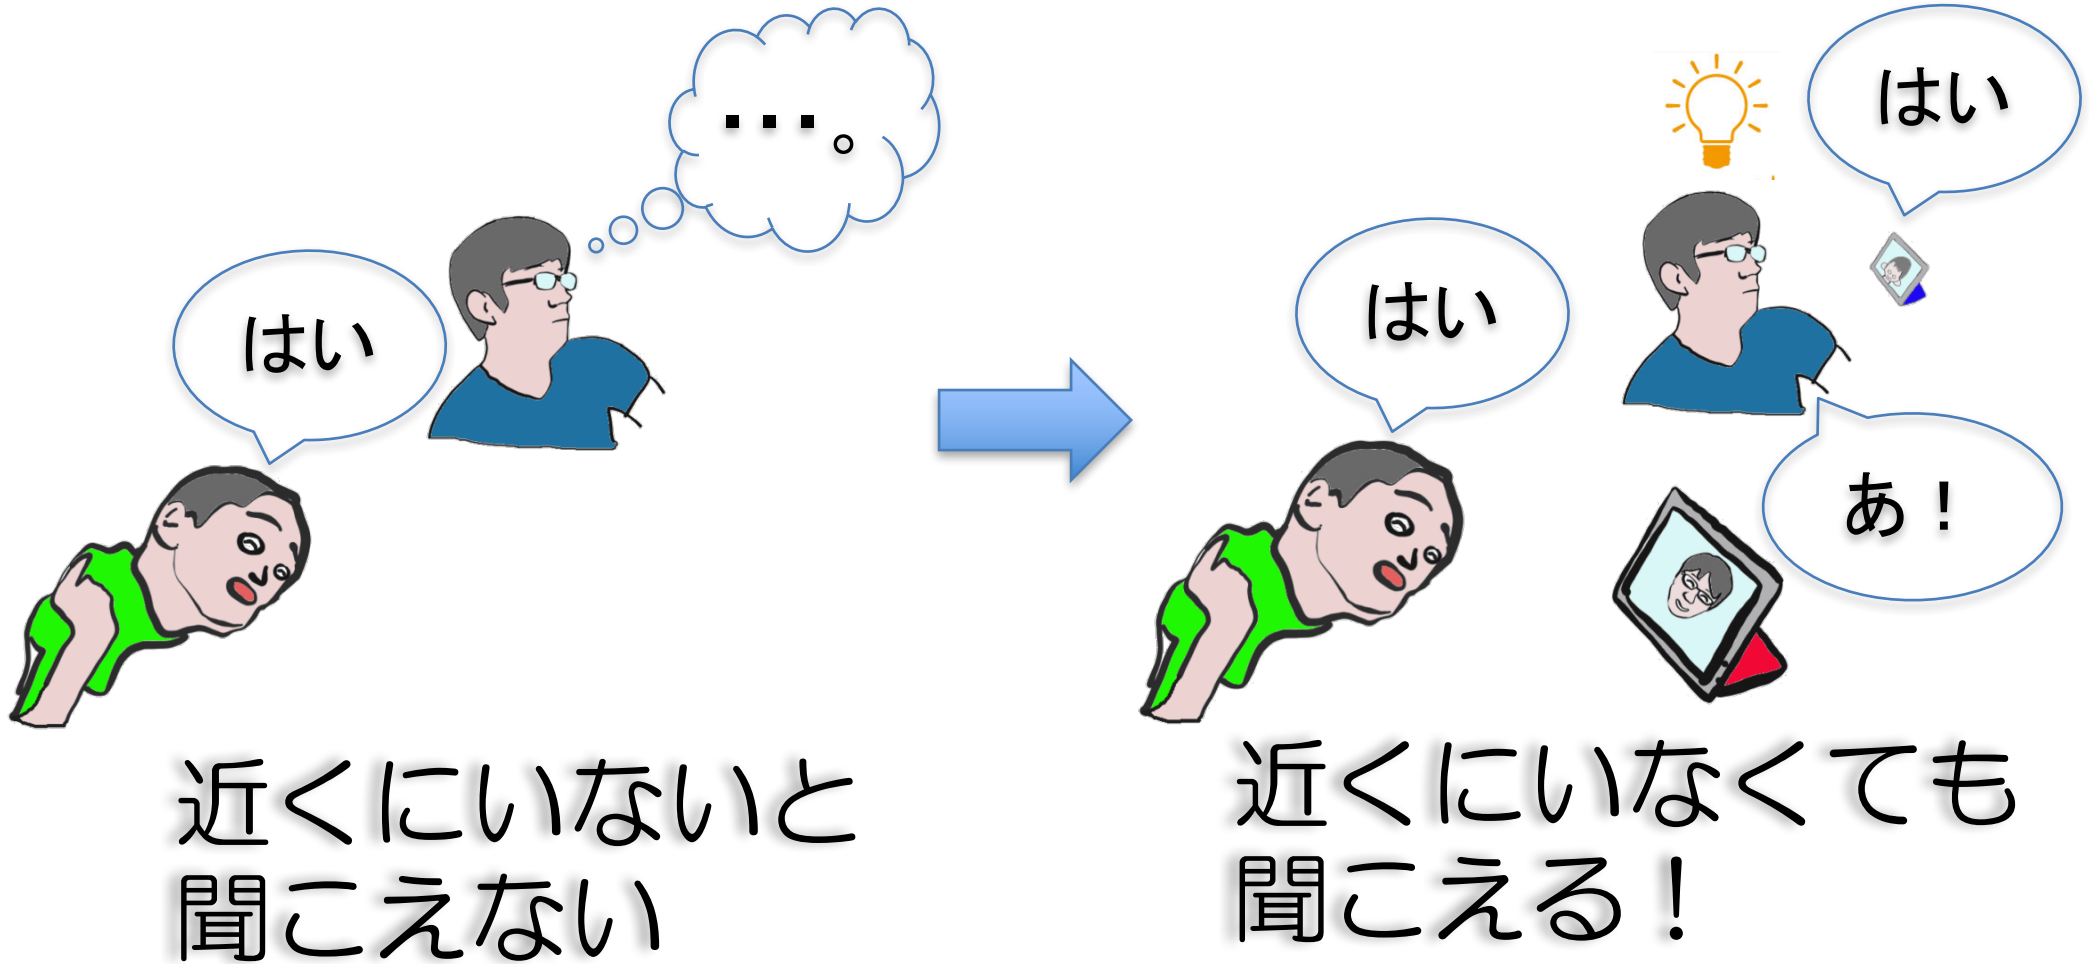 ・・・。
はい
近くにいないと
聞こえない
はい
はい
あ！
近くにいなくても
聞こえる！